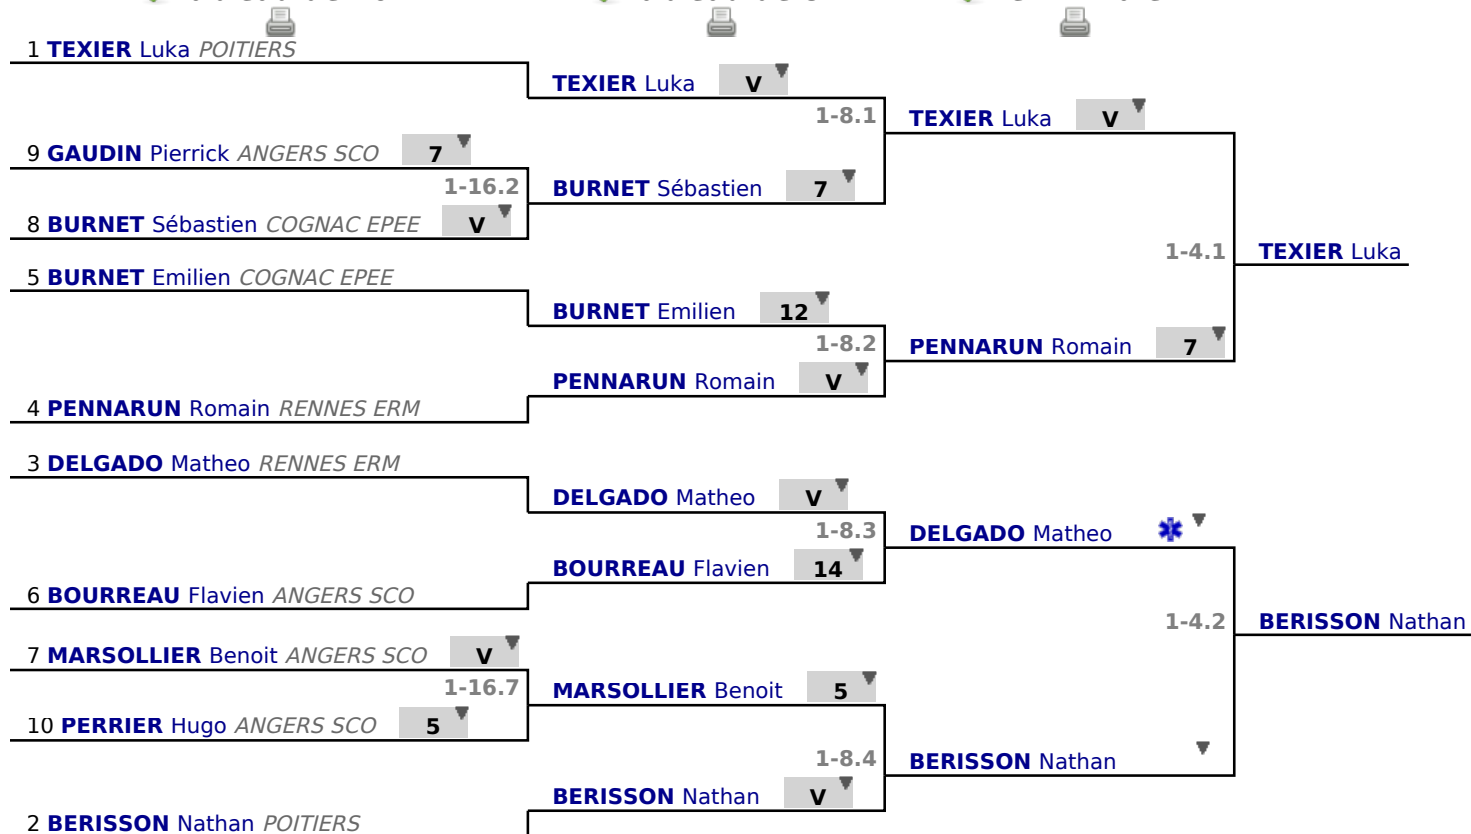 1 TEXIER Luka POITIERS
TEXIER Luka V
1-8.1
TEXIER Luka V
9 GAUDIN Pierrick ANGERS SCO 7
1-16.2
BURNET Sébastien 7
8 BURNET Sébastien COGNAC EPEE V
1-4.1
TEXIER Luka
5 BURNET Emilien COGNAC EPEE
BURNET Emilien 12
1-8.2
PENNARUN Romain 7
PENNARUN Romain V
4 PENNARUN Romain RENNES ERM
3 DELGADO Matheo RENNES ERM
DELGADO Matheo V
1-8.3
DELGADO Matheo
BOURREAU Flavien 14
6 BOURREAU Flavien ANGERS SCO
1-4.2
BERISSON Nathan
7 MARSOLLIER Benoit ANGERS SCO V
1-16.7
MARSOLLIER Benoit 5
10 PERRIER Hugo ANGERS SCO 5
1-8.4
BERISSON Nathan
BERISSON Nathan V
2 BERISSON Nathan POITIERS